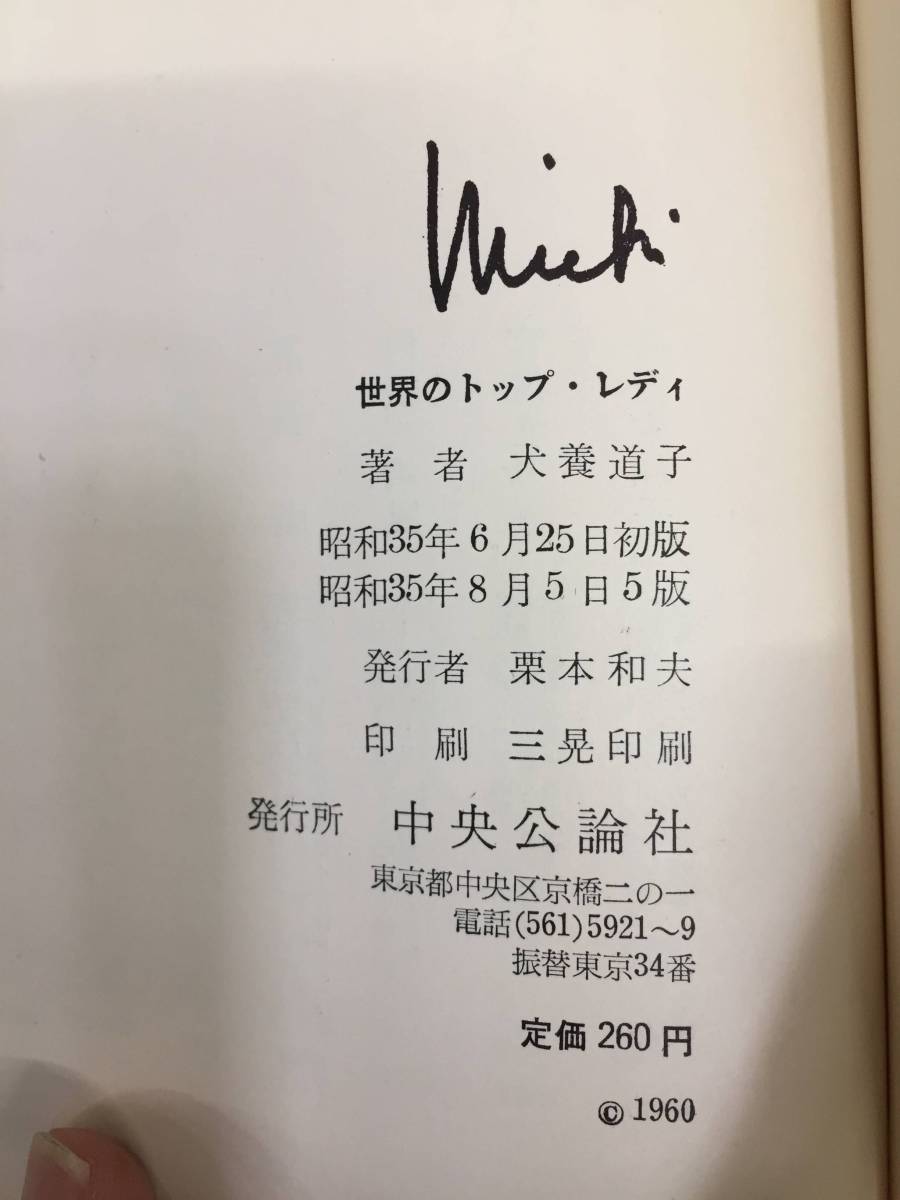 Michi
世界のトップ・レディ
著者 犬養道子
昭和35年6月25日初版
昭和35年8月5日5版
発行者 栗本和夫
印刷 三晃印刷
発行所 中央公論社
東京都中央区京橋二の一
電話(561)5921〜9
振替東京34番
定価260円
© 1960